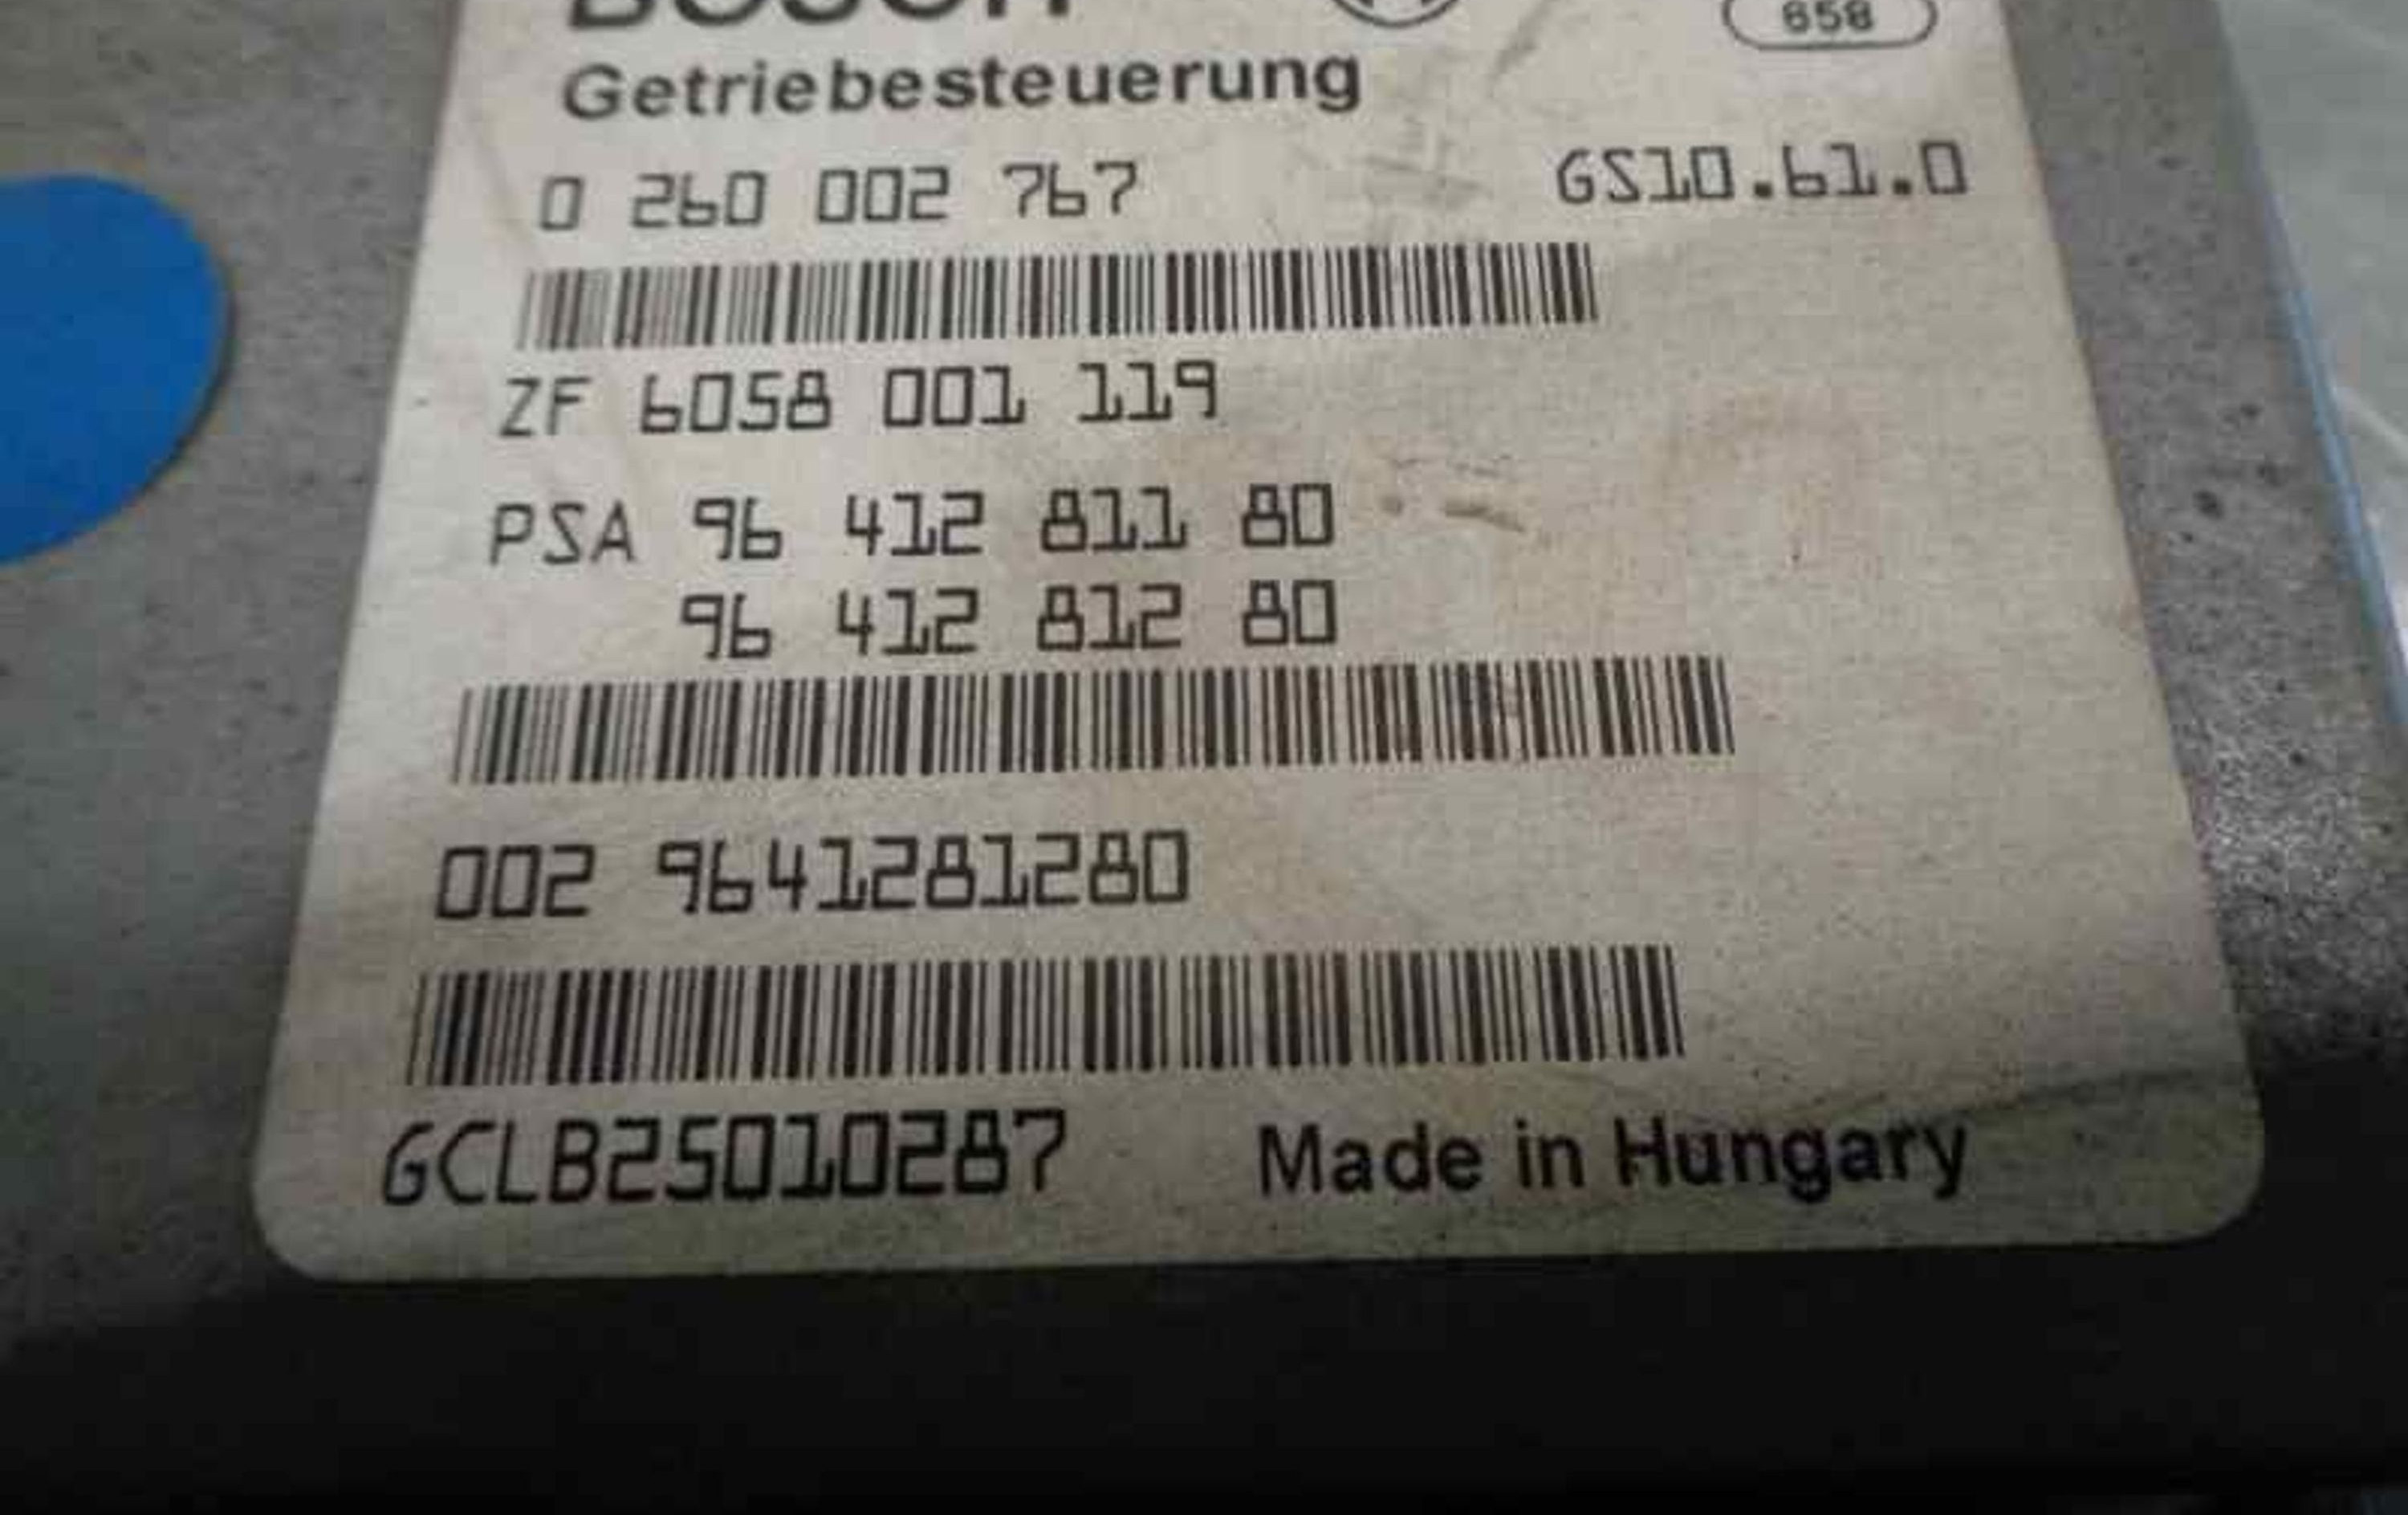 BOSCH
658
Getriebesteuerung
0 260 002 767 GS10.61.0
ZF 6058 001 119
PSA 96 412 811 80
96 412 812 80
002 9641281280
GCLB25010287 Made in Hungary